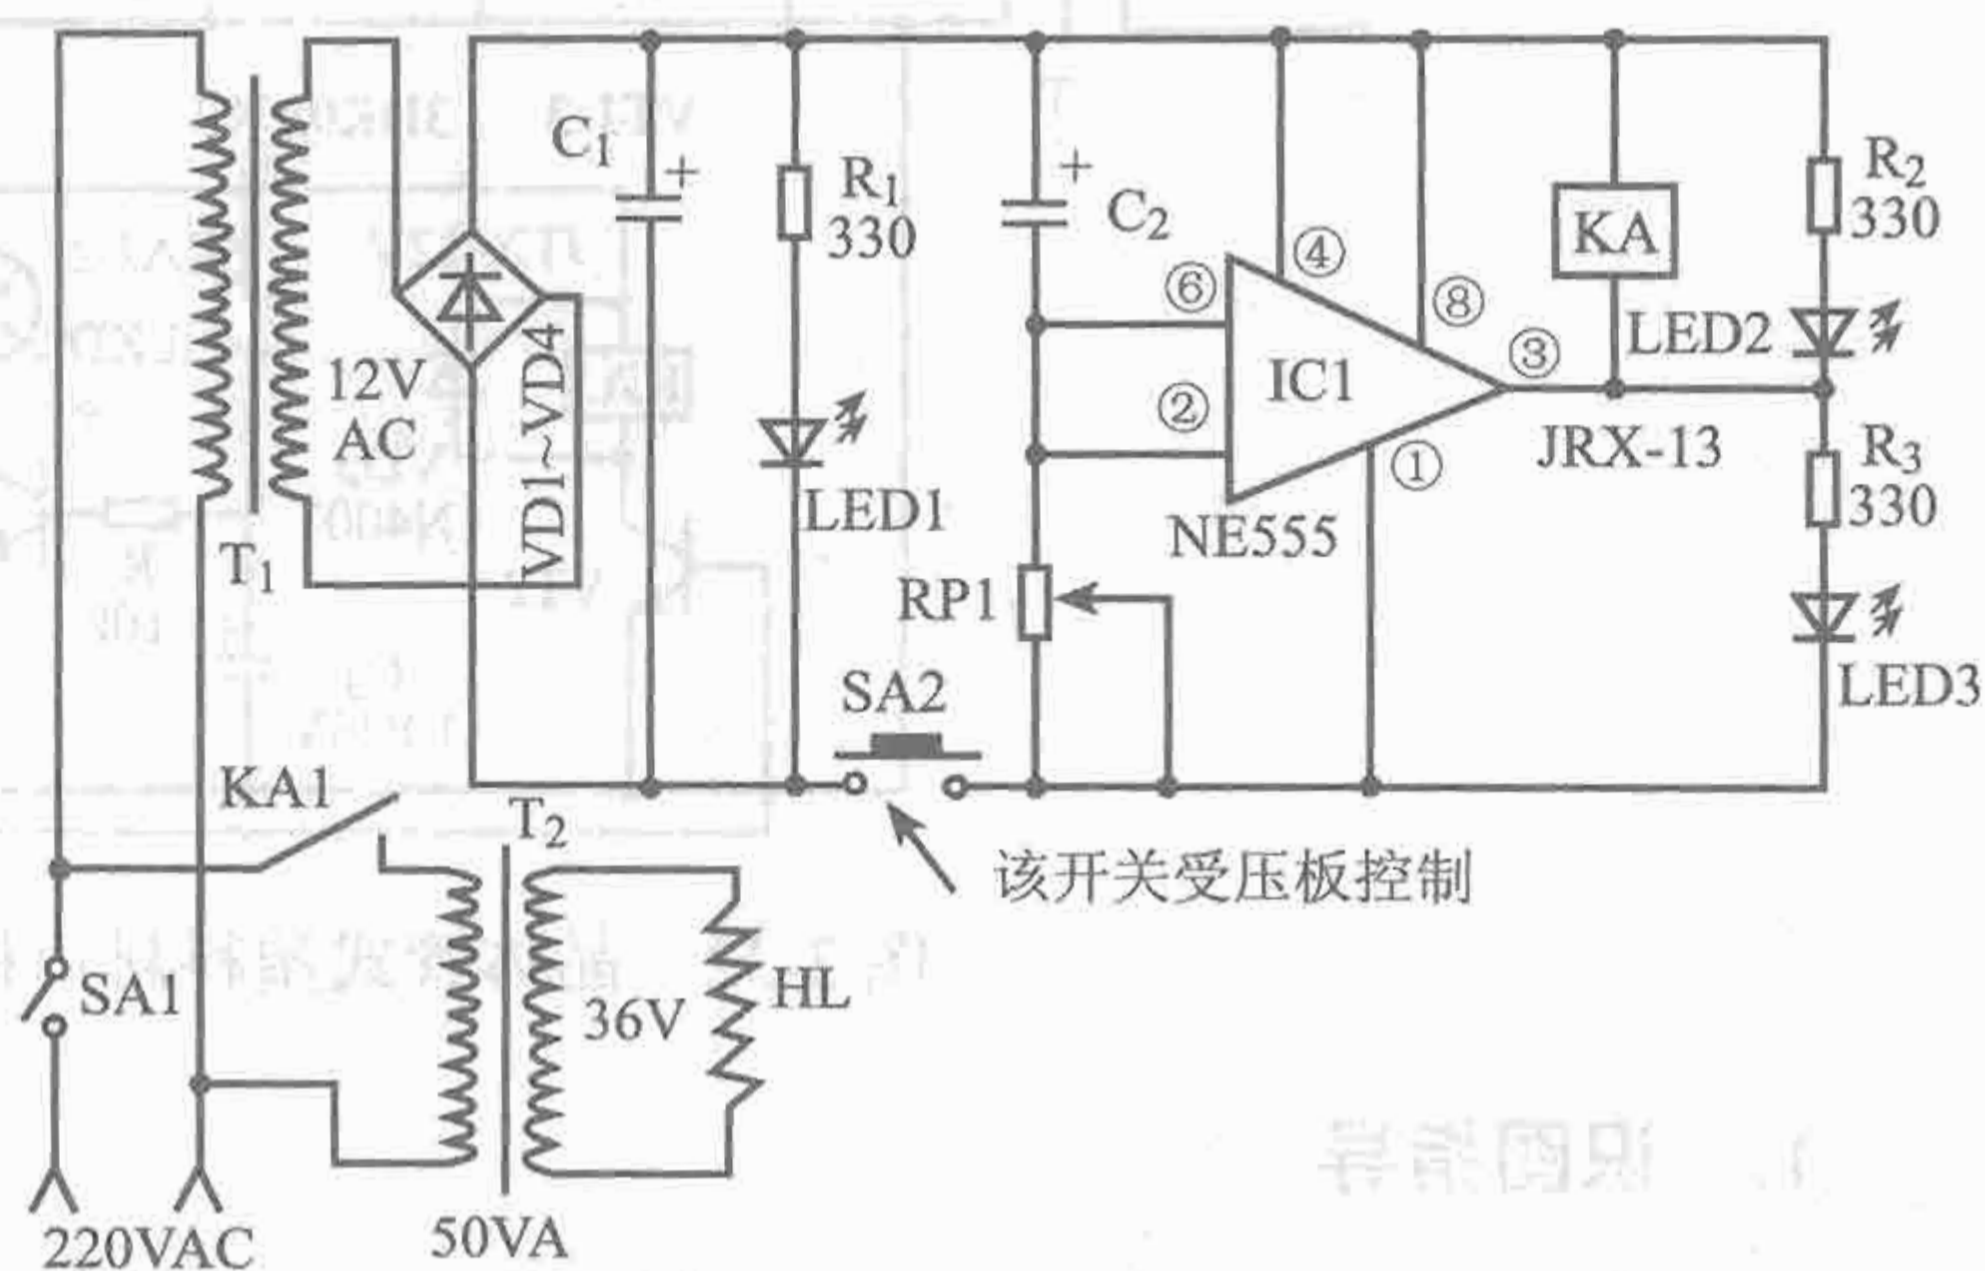 C₁
+
R₁
330
+
C₂
⑥
②
④
⑧
③
①
IC1
NE555
KA
JRX-13
R₂
330
LED2
R₃
330
LED3
12V
AC
VD1~VD4
T₁
LED1
RP1
SA2
该开关受压板控制
KA1
T₂
SA1
36V
HL
220VAC
50VA